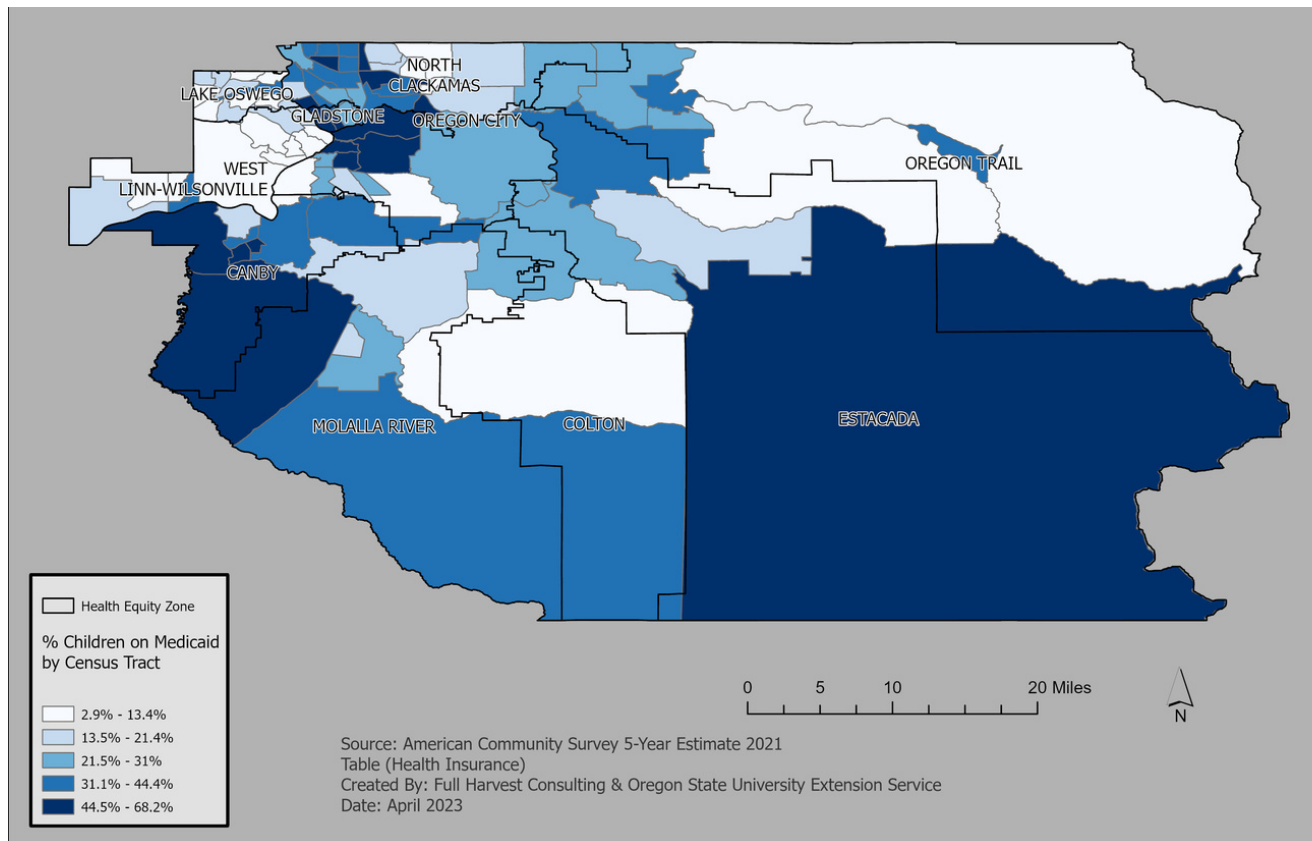 NORTH
CLACKAMAS
LAKE OSWEGO
GLADSTONE
OREGON CITY
WEST
LINN-WILSONVILLE
OREGON TRAIL
CANBY
MOLALLA RIVER
COLTON
ESTACADA
Health Equity Zone
% Children on Medicaid
by Census Tract
2.9% - 13.4%
13.5% - 21.4%
21.5% - 31%
31.1% - 44.4%
44.5% - 68.2%
0 5 10 20 Miles
N
Source: American Community Survey 5-Year Estimate 2021
Table (Health Insurance)
Created By: Full Harvest Consulting & Oregon State University Extension Service
Date: April 2023